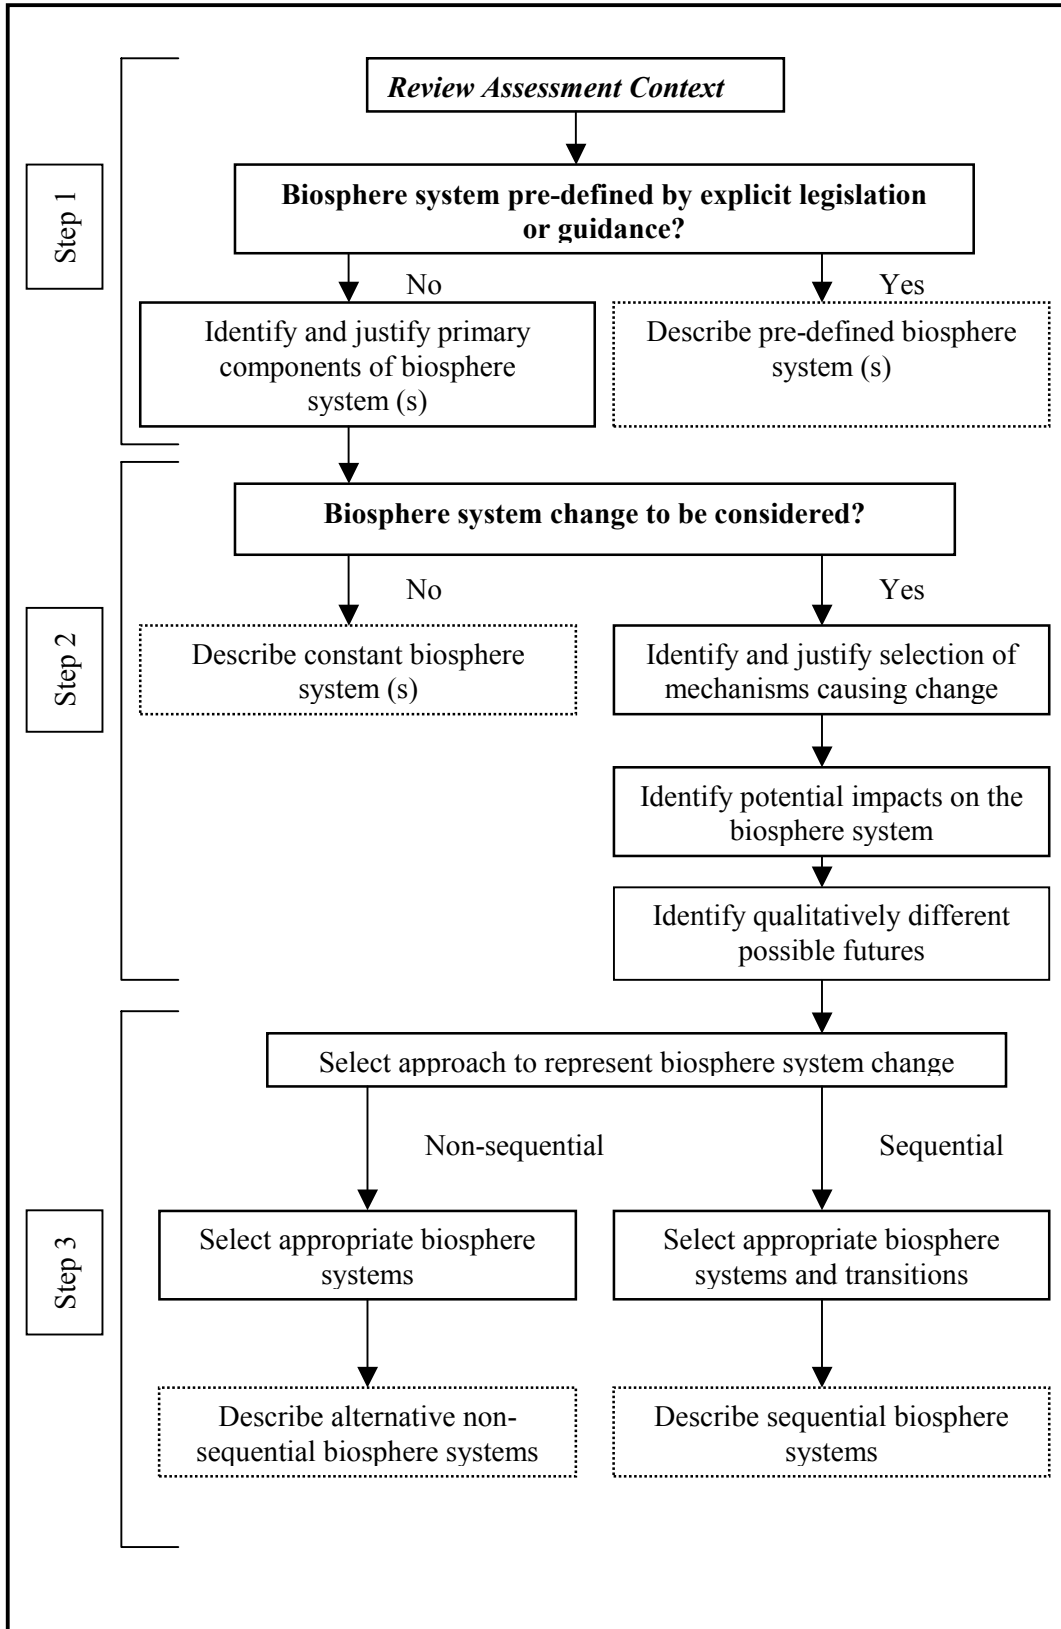 Review Assessment Context
Step 1
Biosphere system pre-defined by explicit legislation
or guidance?
No
Yes
Identify and justify primary
components of biosphere
system (s)
Describe pre-defined biosphere
system (s)
Biosphere system change to be considered?
No
Yes
Step 2
Describe constant biosphere
system (s)
Identify and justify selection of
mechanisms causing change
Identify potential impacts on the
biosphere system
Identify qualitatively different
possible futures
Select approach to represent biosphere system change
Non-sequential
Sequential
Step 3
Select appropriate biosphere
systems
Select appropriate biosphere
systems and transitions
Describe alternative non-
sequential biosphere systems
Describe sequential biosphere
systems